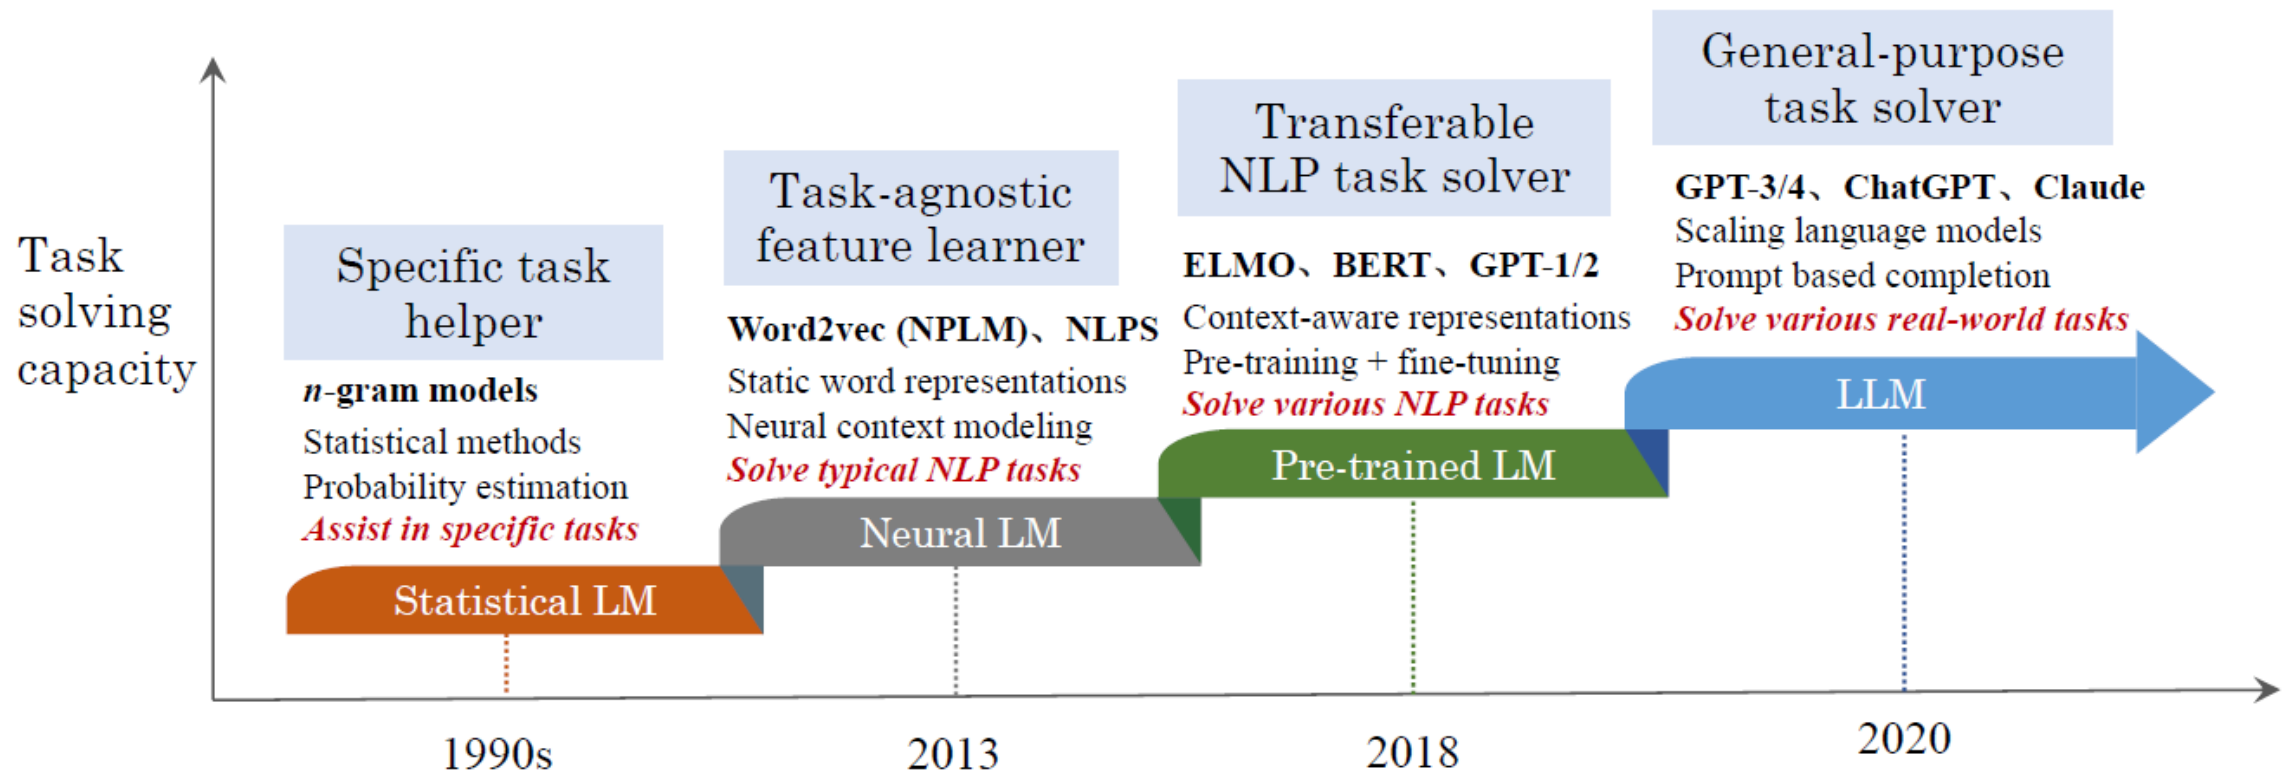 Task
solving
capacity
Specific task
helper
n-gram models
Statistical methods
Probability estimation
Assist in specific tasks
Statistical LM
1990s
Task-agnostic
feature learner
Word2vec (NPLM)、NLPS
Static word representations
Neural context modeling
Solve typical NLP tasks
Neural LM
2013
Transferable
NLP task solver
ELMO、BERT、GPT-1/2
Context-aware representations
Pre-training + fine-tuning
Solve various NLP tasks
Pre-trained LM
2018
General-purpose
task solver
GPT-3/4、ChatGPT、Claude
Scaling language models
Prompt based completion
Solve various real-world tasks
LLM
2020